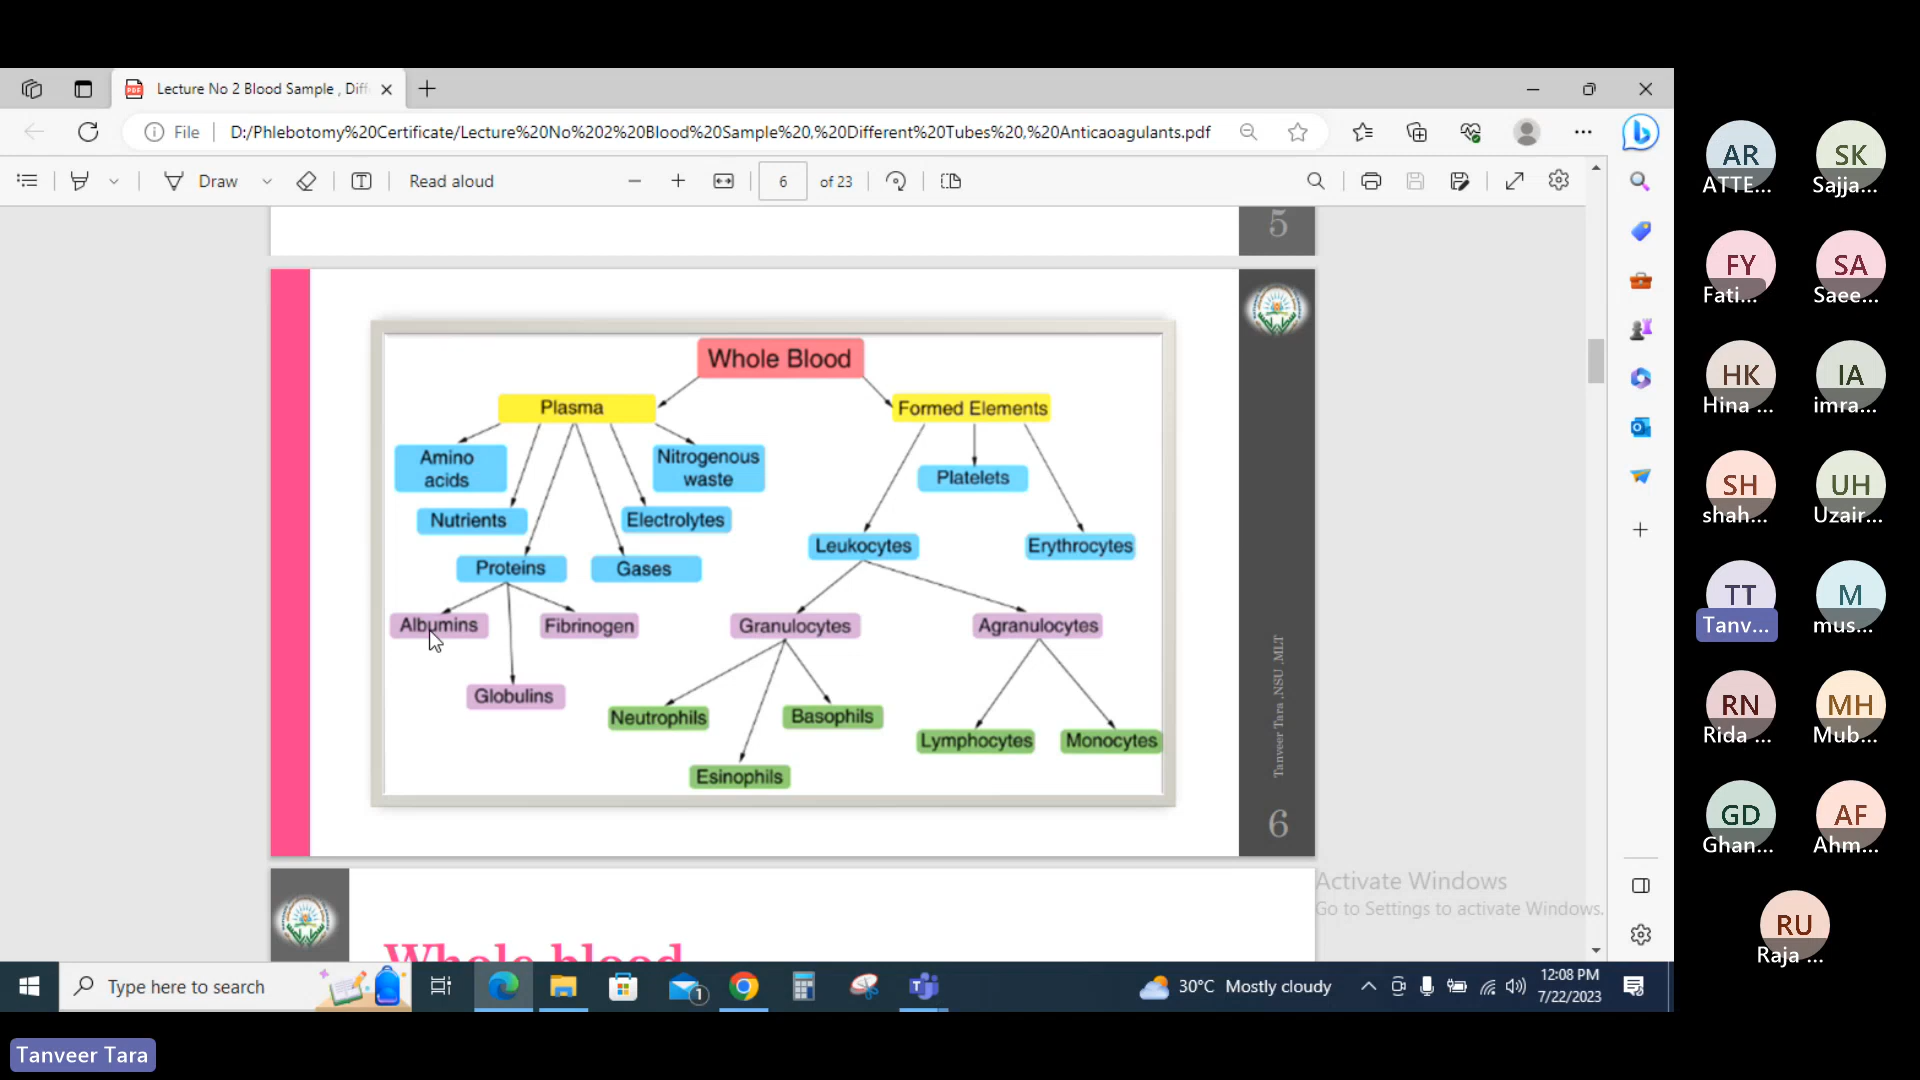 Lecture No 2 Blood Sample , Diff
File
D:/Phlebotomy%20Certificate/Lecture%20No%202%20Blood%20Sample%20,%20Different%20Tubes%20,%20Anticaoagulants.pdf
Draw
Read aloud
6
of 23
5
Whole Blood
Plasma
Formed Elements
Amino
acids
Nitrogenous
waste
Platelets
Nutrients
Electrolytes
Leukocytes
Erythrocytes
Proteins
Gases
Albumins
Fibrinogen
Granulocytes
Agranulocytes
Globulins
Neutrophils
Basophils
Lymphocytes
Monocytes
Esinophils
Tanveer Tara ,NSU ,MLT
6
Whole blood
Activate Windows
Go to Settings to activate Windows.
Type here to search
1
30°C Mostly cloudy
12:08 PM
7/22/2023
AR
ATTE...
SK
Sajja...
FY
Fati...
SA
Saee...
HK
Hina ...
IA
imra...
SH
shah...
UH
Uzair...
TT
Tanv...
M
mus...
RN
Rida ...
MH
Mub...
GD
Ghan...
AF
Ahm...
RU
Raja ...
Tanveer Tara